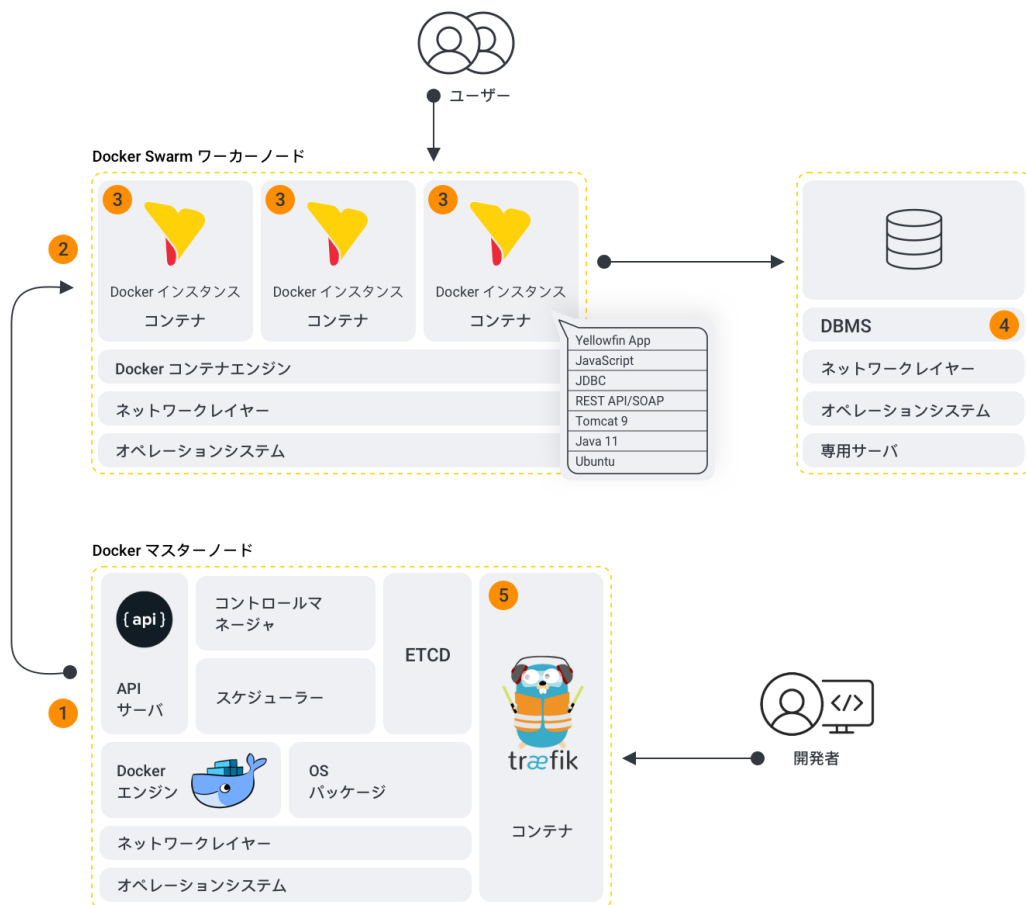 ユーザー
Docker Swarm ワーカーノード
2
3
3
3
Docker インスタンス
コンテナ
Docker インスタンス
コンテナ
Docker インスタンス
コンテナ
Docker コンテナエンジン
ネットワークレイヤー
オペレーションシステム
Yellowfin App
JavaScript
JDBC
REST API/SOAP
Tomcat 9
Java 11
Ubuntu
DBMS
4
ネットワークレイヤー
オペレーションシステム
専用サーバ
Docker マスターノード
1
{api}
API
サーバ
コントロールマ
ネージャ
スケジューラー
ETCD
Docker
エンジン
OS
パッケージ
ネットワークレイヤー
オペレーションシステム
5
træfik
コンテナ
</>
開発者